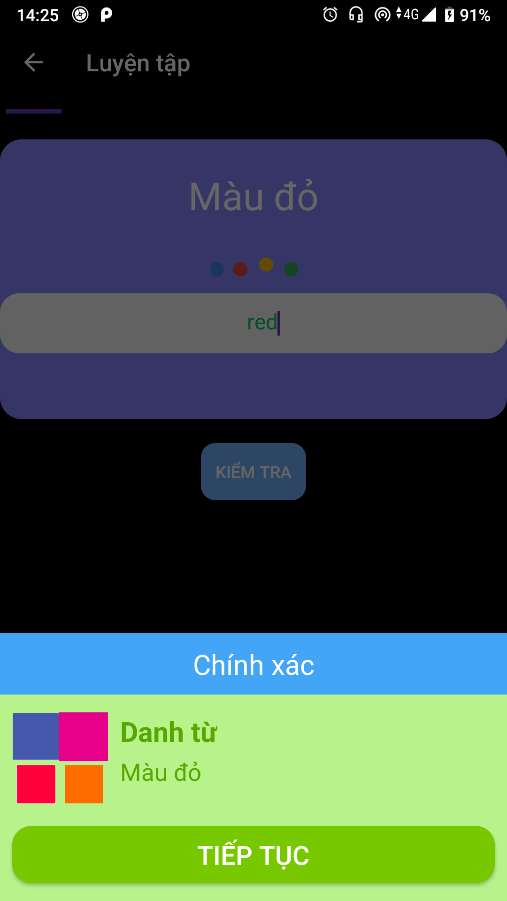 14:25 4G 91%
Luyện tập
Màu đỏ
red
KIỂM TRA
Chính xác
Danh từ
Màu đỏ
TIẾP TỤC